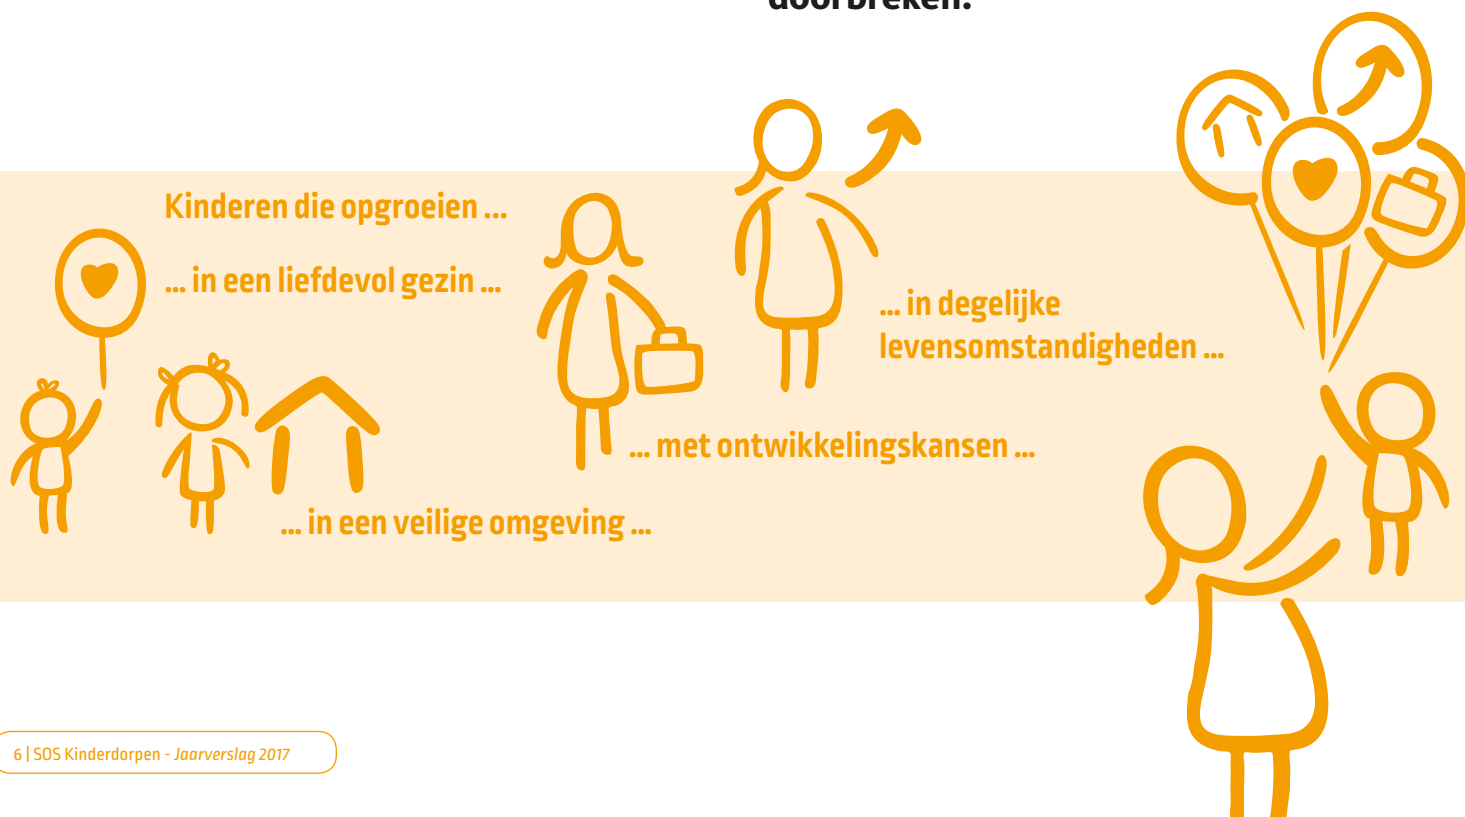 doorbreken.
Kinderen die opgroeien ...
... in een liefdevol gezin ...
... in een veilige omgeving ...
... met ontwikkelingskansen ...
... in degelijke
levensomstandigheden ...
6 | SOS Kinderdorpen - Jaarverslag 2017